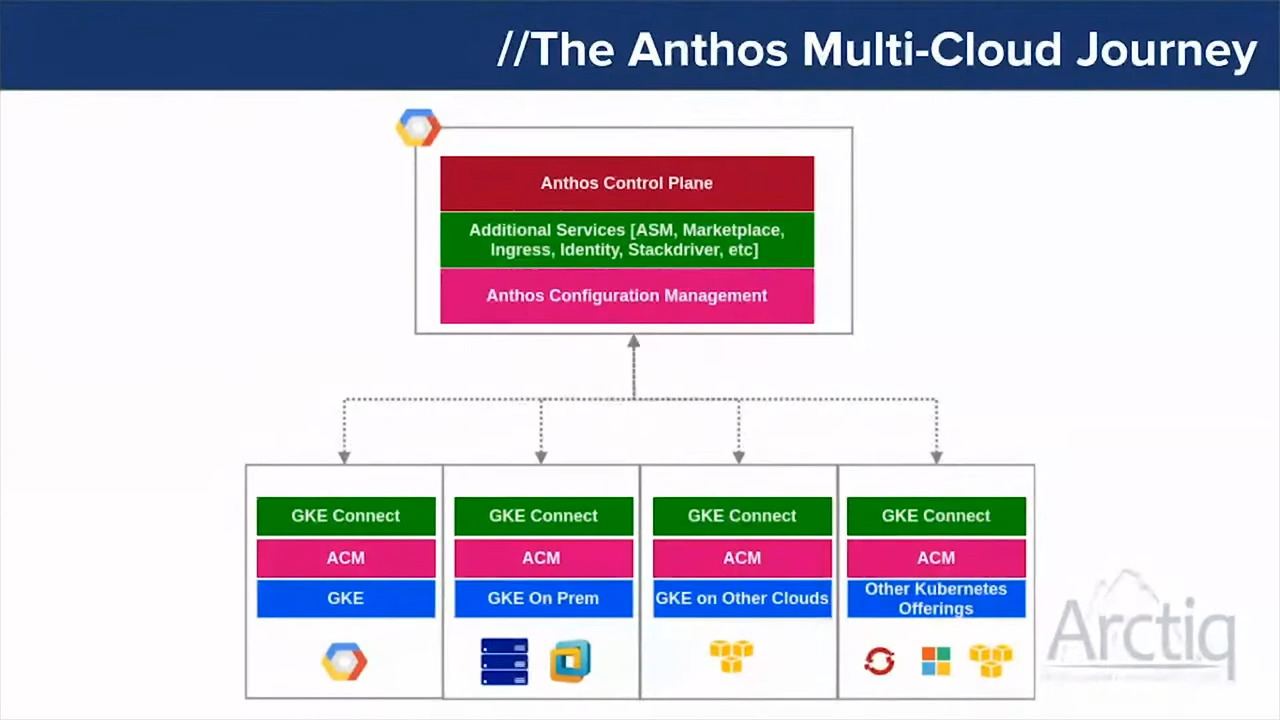 //The Anthos Multi-Cloud Journey
Anthos Control Plane
Additional Services [ASM, Marketplace,
Ingress, Identity, Stackdriver, etc]
Anthos Configuration Management
GKE Connect
ACM
GKE
GKE Connect
ACM
GKE On Prem
GKE Connect
ACM
GKE on Other Clouds
GKE Connect
ACM
Other Kubernetes
Offerings
Arctiq